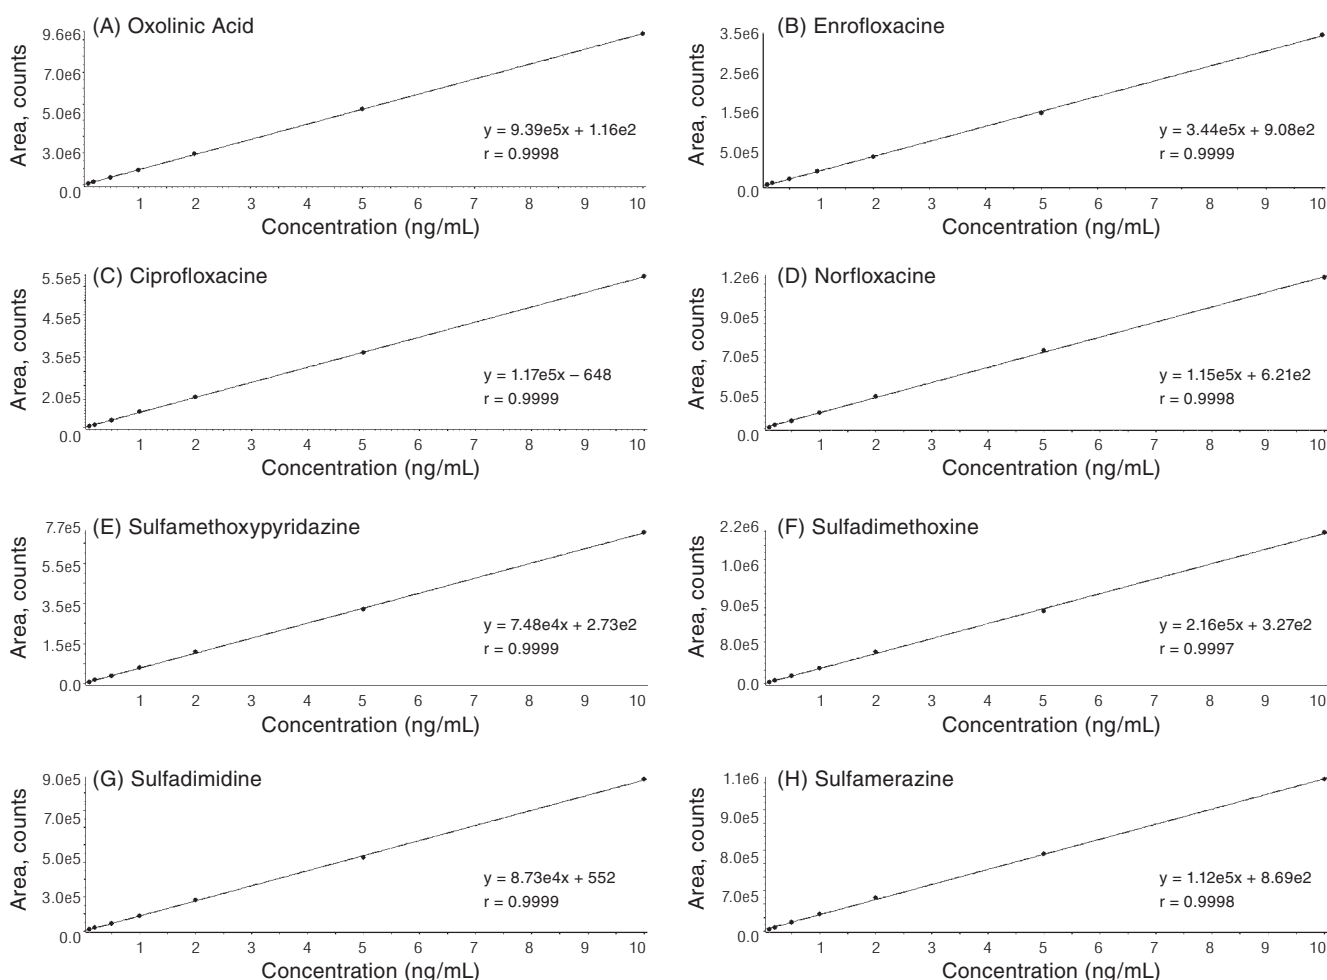 (A) Oxolinic Acid
Area, counts
9.6e6
7.0e6
5.0e6
3.0e6
0.0
y = 9.39e5x + 1.16e2
r = 0.9998
1 2 3 4 5 6 7 8 9 10
Concentration (ng/mL)
(B) Enrofloxacine
Area, counts
3.5e6
2.5e6
1.5e6
5.0e5
0.0
y = 3.44e5x + 9.08e2
r = 0.9999
1 2 3 4 5 6 7 8 9 10
Concentration (ng/mL)
(C) Ciprofloxacine
Area, counts
5.5e5
4.5e5
3.5e5
2.0e5
0.0
y = 1.17e5x – 648
r = 0.9999
1 2 3 4 5 6 7 8 9 10
Concentration (ng/mL)
(D) Norfloxacine
Area, counts
1.2e6
9.0e5
7.0e5
5.0e5
0.0
y = 1.15e5x + 6.21e2
r = 0.9998
1 2 3 4 5 6 7 8 9 10
Concentration (ng/mL)
(E) Sulfamethoxypyridazine
Area, counts
7.7e5
5.5e5
3.5e5
1.5e5
0.0
y = 7.48e4x + 2.73e2
r = 0.9999
1 2 3 4 5 6 7 8 9 10
Concentration (ng/mL)
(F) Sulfadimethoxine
Area, counts
2.2e6
1.0e6
9.0e5
8.0e5
0.0
y = 2.16e5x + 3.27e2
r = 0.9997
1 2 3 4 5 6 7 8 9 10
Concentration (ng/mL)
(G) Sulfadimidine
Area, counts
9.0e5
7.0e5
5.0e5
3.0e5
0.0
y = 8.73e4x + 552
r = 0.9999
1 2 3 4 5 6 7 8 9 10
Concentration (ng/mL)
(H) Sulfamerazine
Area, counts
1.1e6
9.0e5
8.0e5
7.0e5
0.0
y = 1.12e5x + 8.69e2
r = 0.9998
1 2 3 4 5 6 7 8 9 10
Concentration (ng/mL)